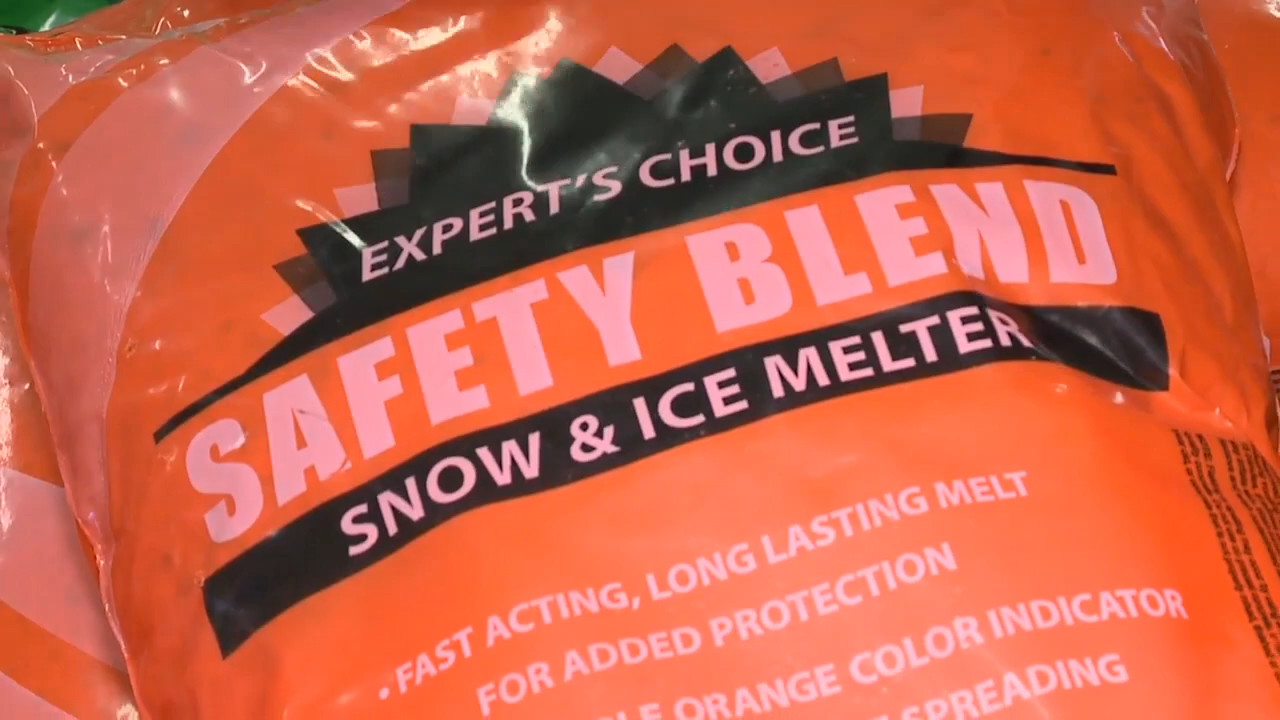 EXPERT'S CHOICE
SAFETY BLEND
SNOW & ICE MELTER
. FAST ACTING, LONG LASTING MELT
FOR ADDED PROTECTION
ORANGE COLOR INDICATOR
SPREADING